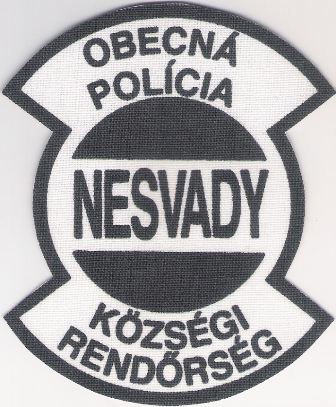 OBECNÁ
POLÍCIA
NESVADY
KÖZSÉGI
RENDŐRSÉG